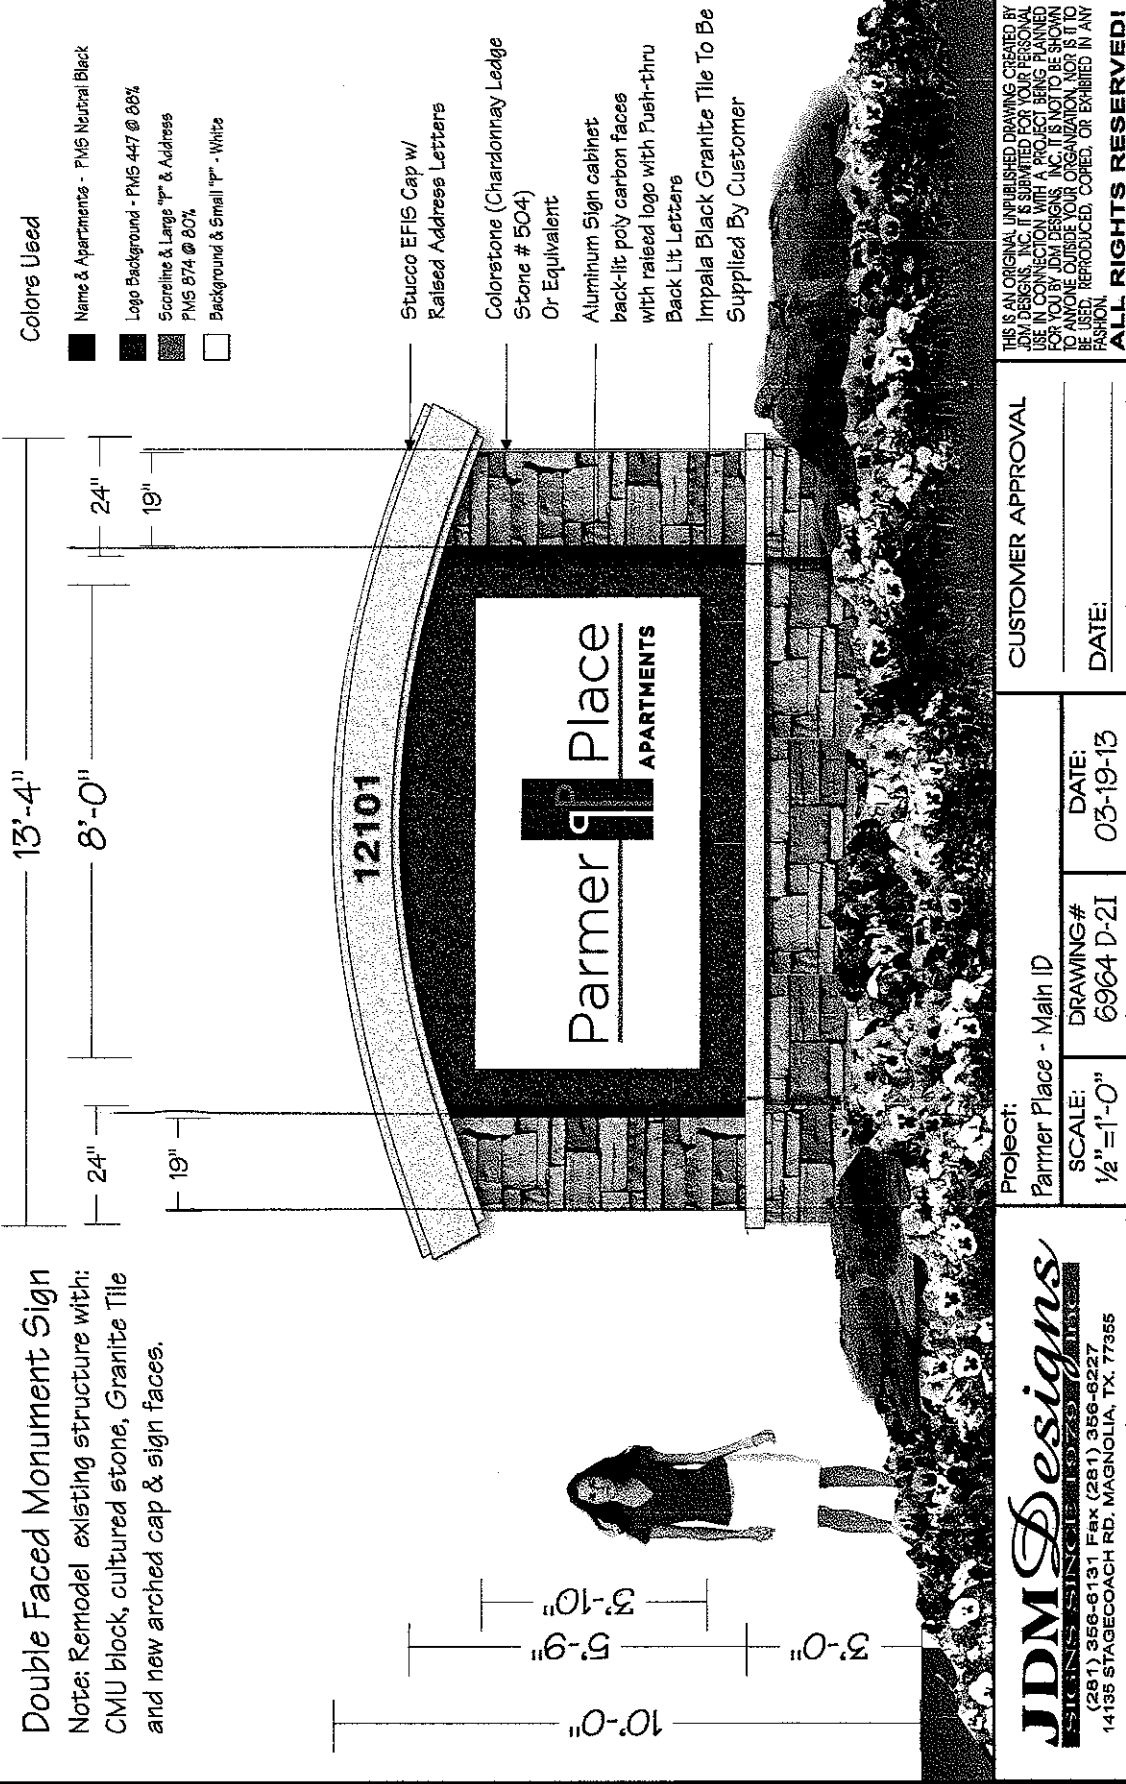 Double Faced Monument Sign
Note: Remodel existing structure with:
CMU block, cultured stone, Granite Tile
and new arched cap & sign faces.
13'-4"
24"
8'-0"
24"
19"
19"
Colors Used
Name & Apartments - PMS Neutral Black
Logo Background - PMS 447 @ 88%
Scoreline & Large "P" & Address
PMS 874 @ 80%
Background & Small "P" - White
Stucco EFIS Cap w/
Raised Address Letters
Colorstone (Chardonnay Ledge
Stone # 504)
Or Equivalent
Aluminum Sign cabinet
back-lit poly carbon faces
with raised logo with Push-thru
Back Lit Letters
Impala Black Granite Tile To Be
Supplied By Customer
12101
Parmer P P Place
APARTMENTS
10'-0"
5'-9"
3'-10"
3'-0"
JDM Designs
SIGNS SINCE 1979 INC.
(281) 356-6131 Fax (281) 356-6227
14135 STAGECOACH RD. MAGNOLIA, TX. 77355
Project:
Parmer Place - Main ID
SCALE:
½"=1'-0"
DRAWING#
6964 D-2I
DATE:
03-19-13
CUSTOMER APPROVAL
DATE:
THIS IS AN ORIGINAL UNPUBLISHED DRAWING CREATED BY
JDM DESIGNS, INC. IT IS SUBMITTED FOR YOUR PERSONAL
USE IN CONNECTION WITH A PROJECT BEING PLANNED
FOR YOU BY JDM DESIGNS, INC. IT IS NOT TO BE SHOWN
TO ANYONE OUTSIDE YOUR ORGANIZATION, NOR IS IT TO
BE USED, REPRODUCED, COPIED, OR EXHIBITED IN ANY
FASHION.
ALL RIGHTS RESERVED!